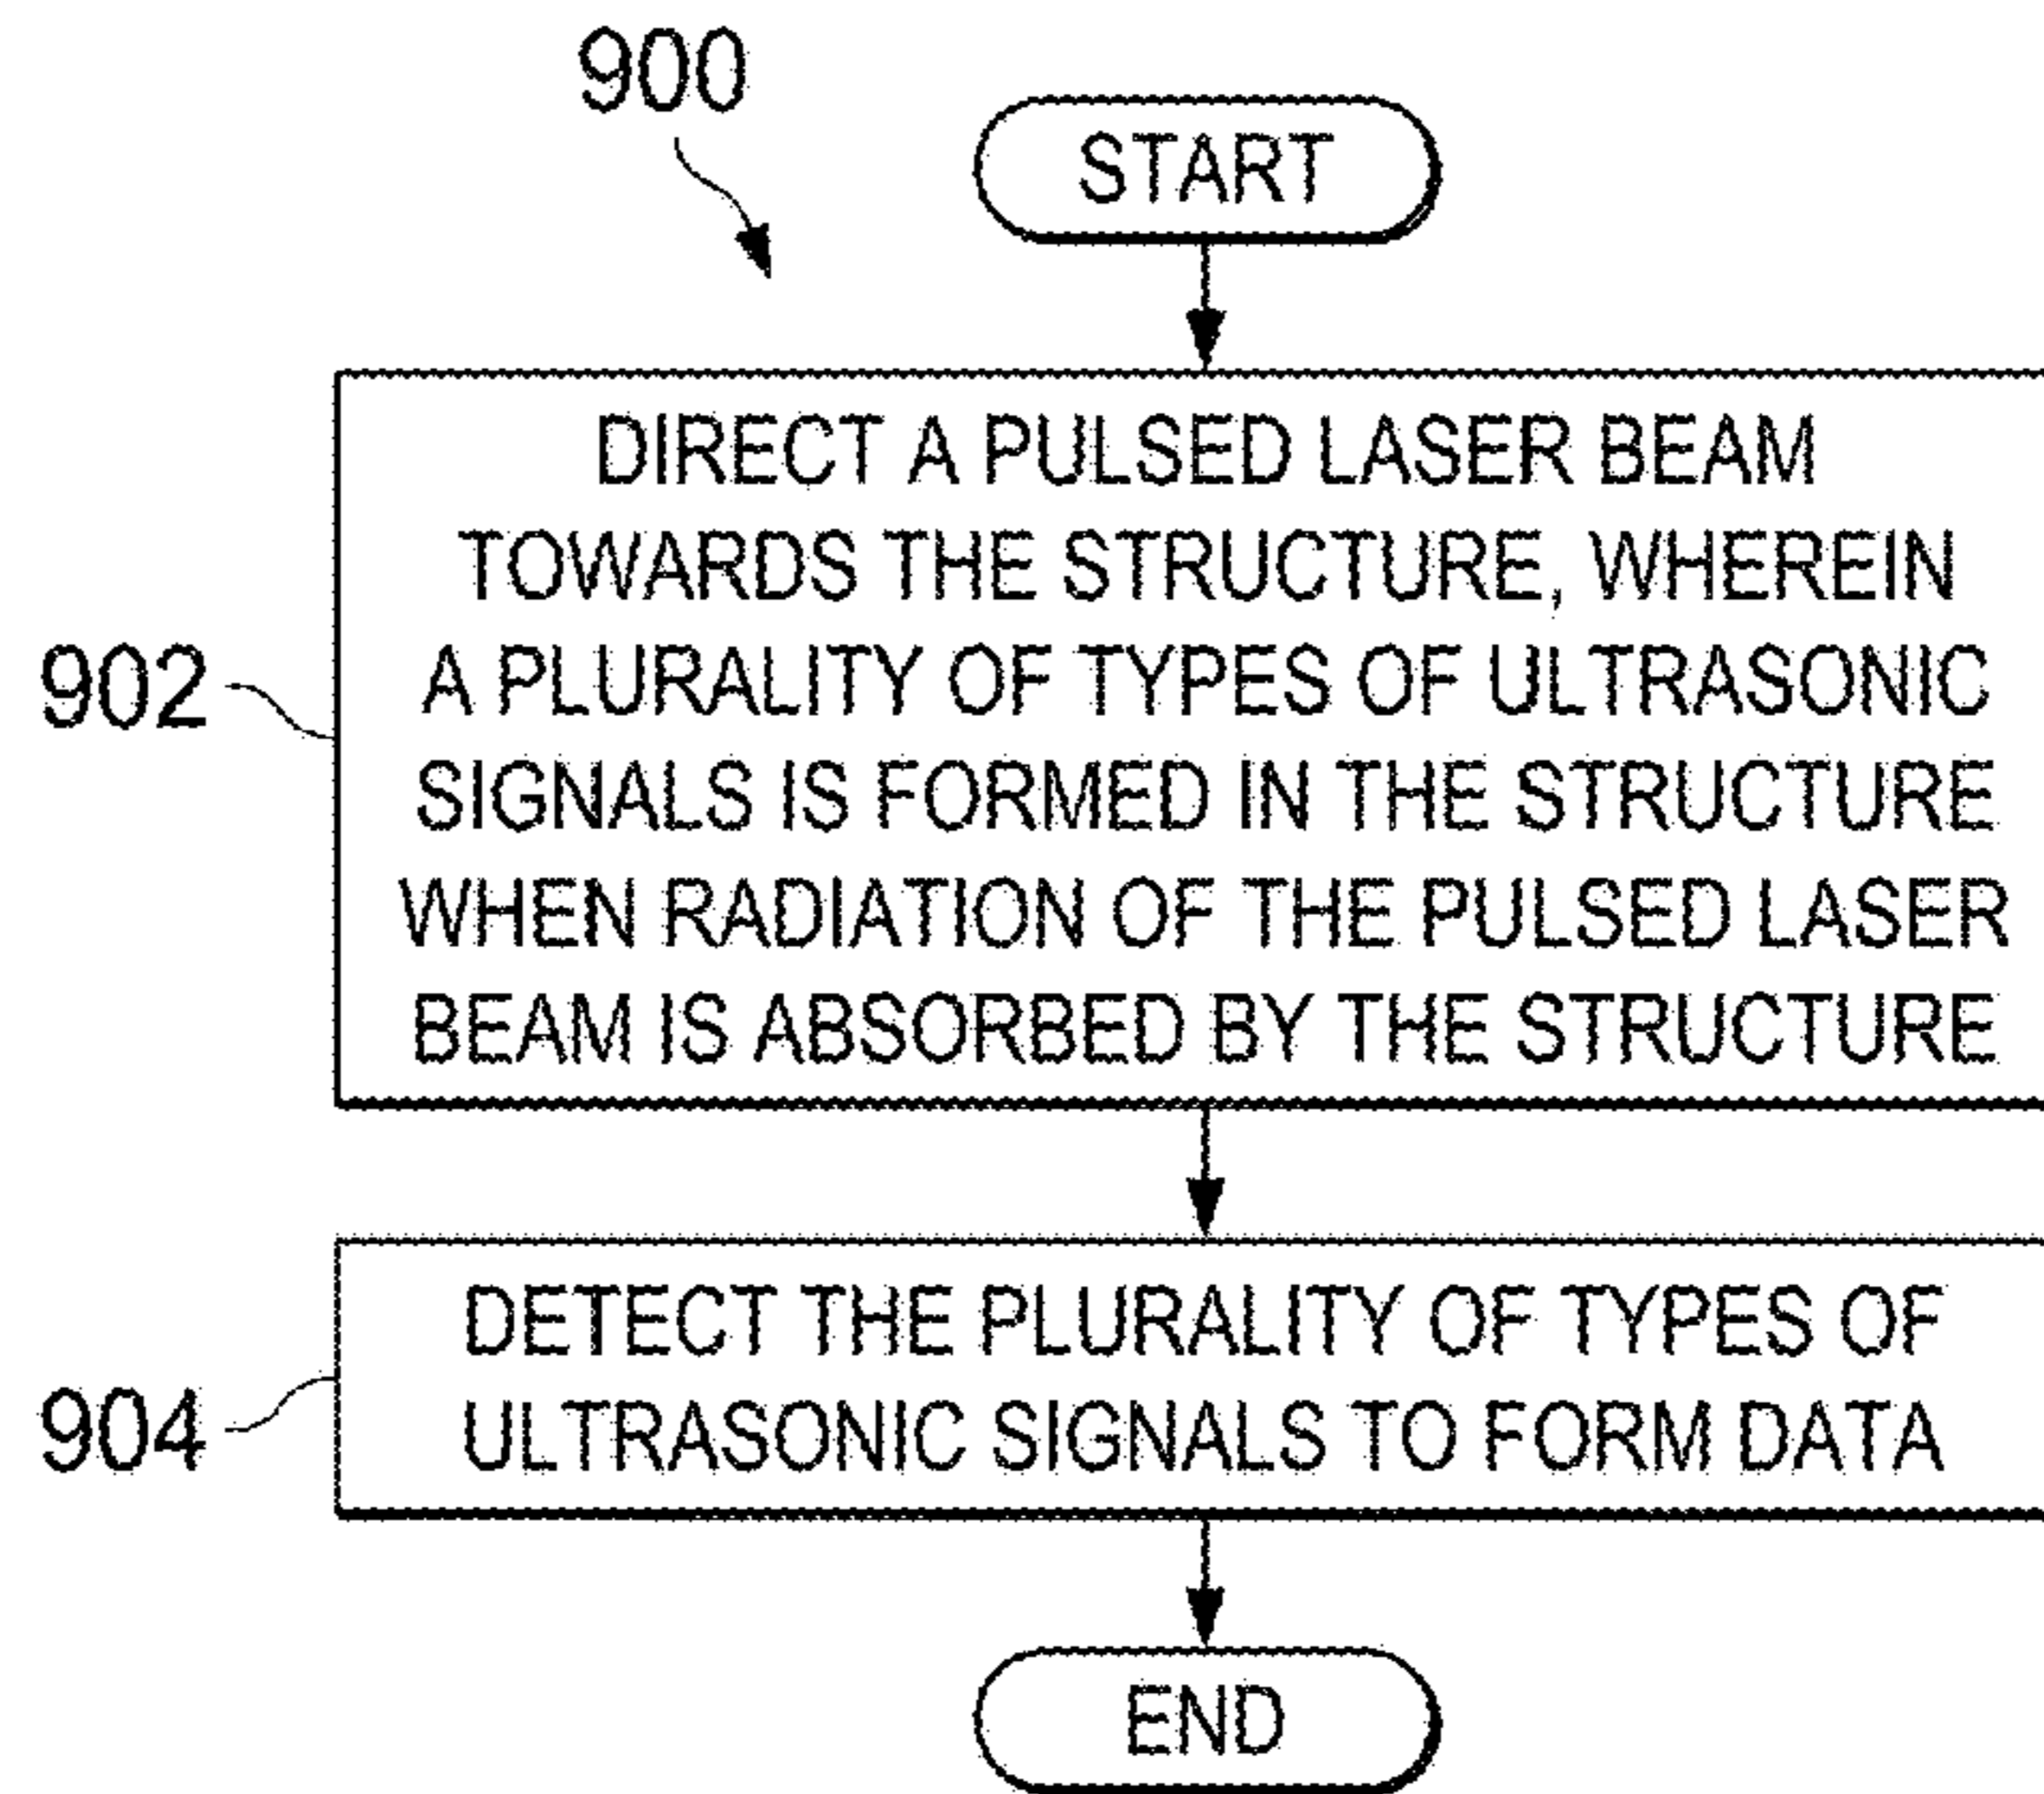 900
START
DIRECT A PULSED LASER BEAM
TOWARDS THE STRUCTURE, WHEREIN
A PLURALITY OF TYPES OF ULTRASONIC
902
SIGNALS IS FORMED IN THE STRUCTURE
WHEN RADIATION OF THE PULSED LASER
BEAM IS ABSORBED BY THE STRUCTURE
DETECT THE PLURALITY OF TYPES OF
904
ULTRASONIC SIGNALS TO FORM DATA
END